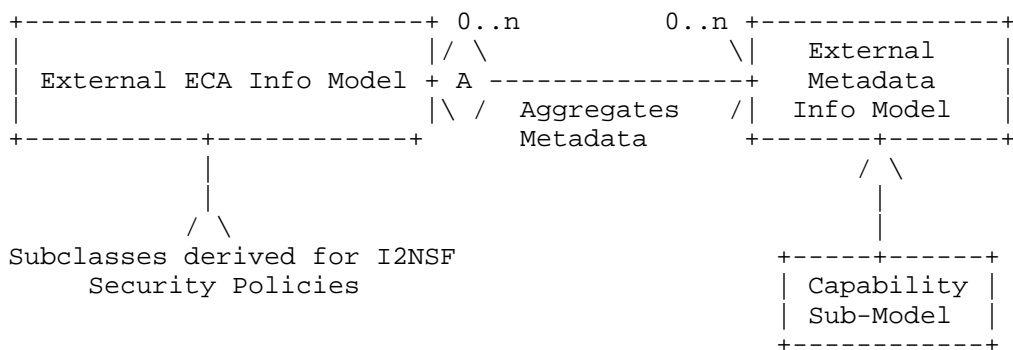 +-------------------------+ 0..n          0..n +---------------+
|                         |/ \                \|    External    |
| External ECA Info Model + A ----------------+    Metadata    |
|                         |\ /  Aggregates   /|   Info Model   |
+-----------+------------+      Metadata      +-------+-------+
            |                                        / \
            |                                         |
           / \                                        |
Subclasses derived for I2NSF                    +-----+------+
     Security Policies                          | Capability |
                                                | Sub-Model  |
                                                +------------+